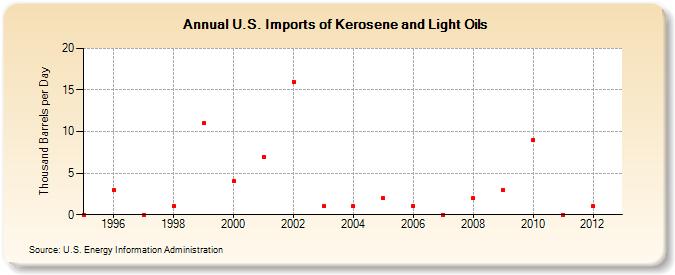 Annual U.S. Imports of Kerosene and Light Oils
Thousand Barrels per Day
20
15
10
5
0
1996 1998 2000 2002 2004 2006 2008 2010 2012
Source: U.S. Energy Information Administration